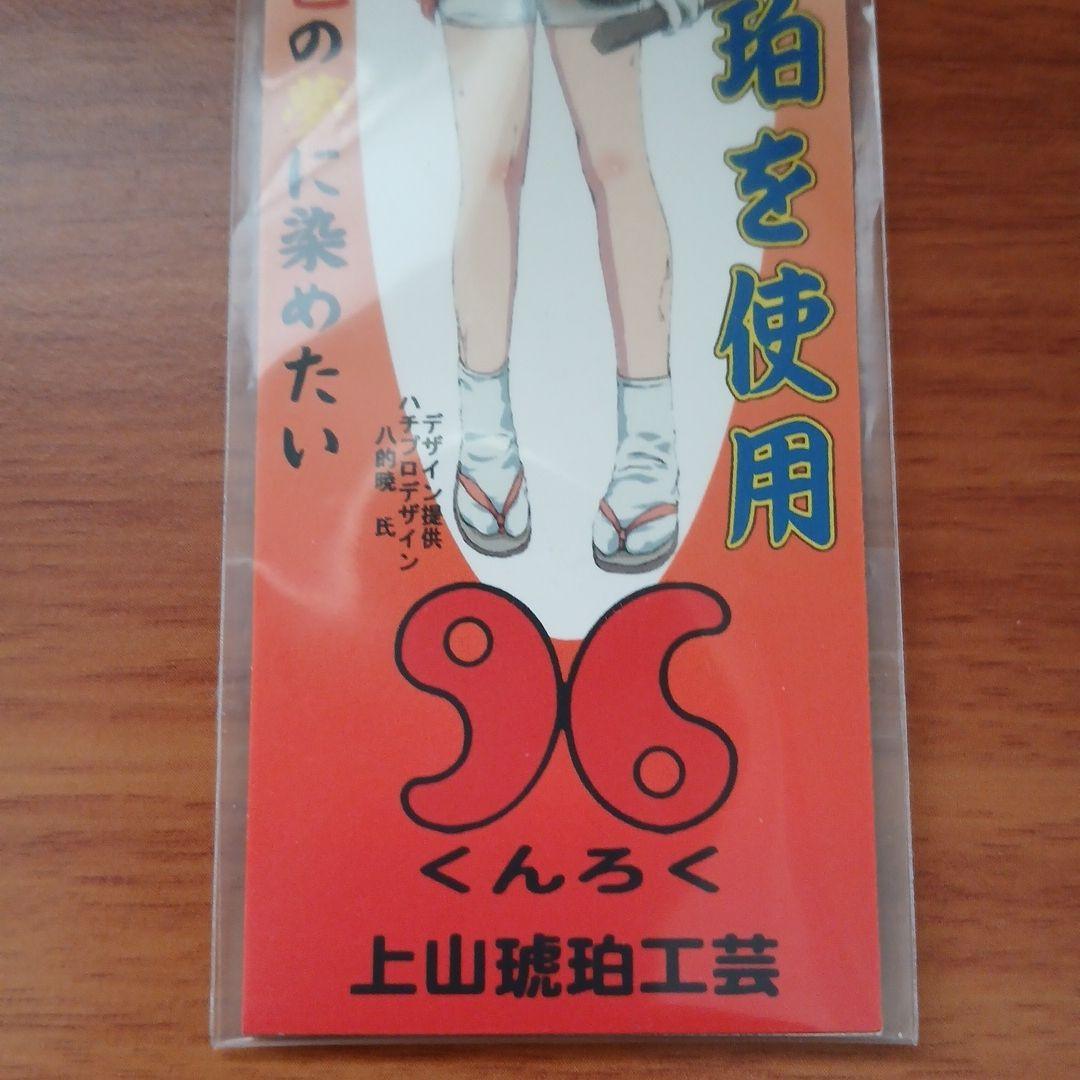 珀を使用
の夢に染めたい
デザイン提供
ハチプロデザイン
八的暁 氏
96
くんろく
上山琥珀工芸